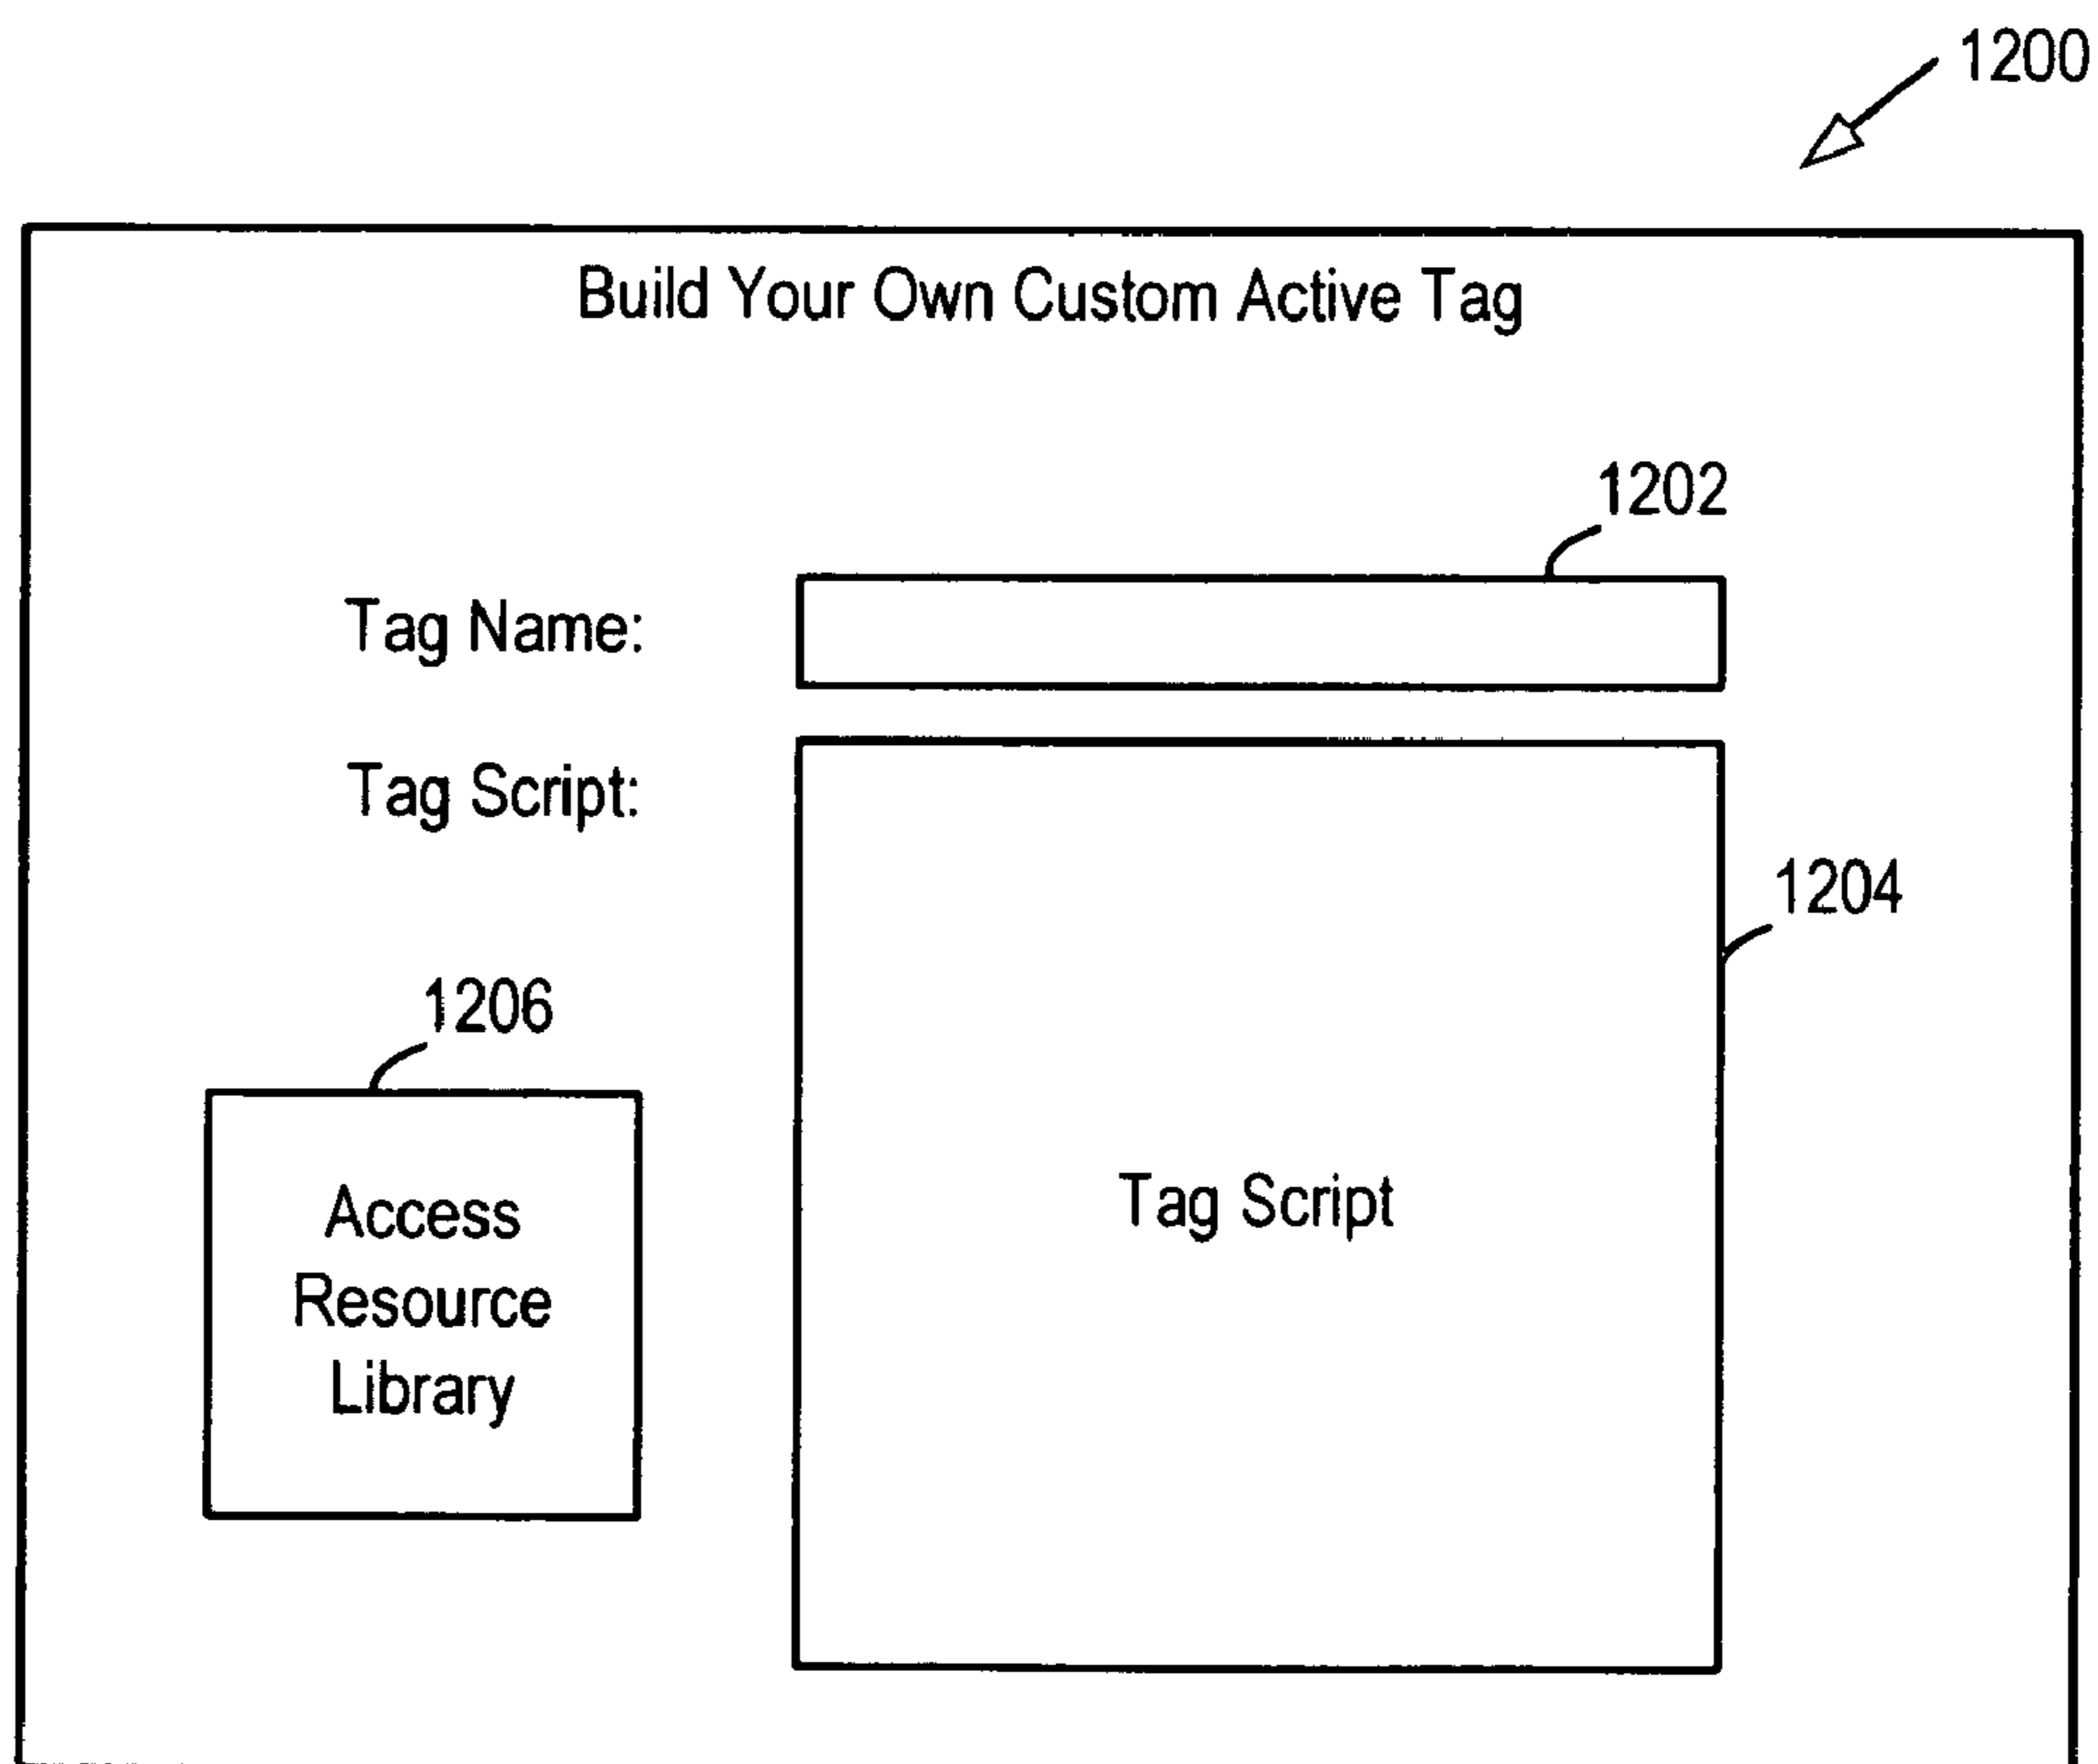 1200
Build Your Own Custom Active Tag
1202
Tag Name:
Tag Script:
1204
1206
Access
Resource
Library
Tag Script